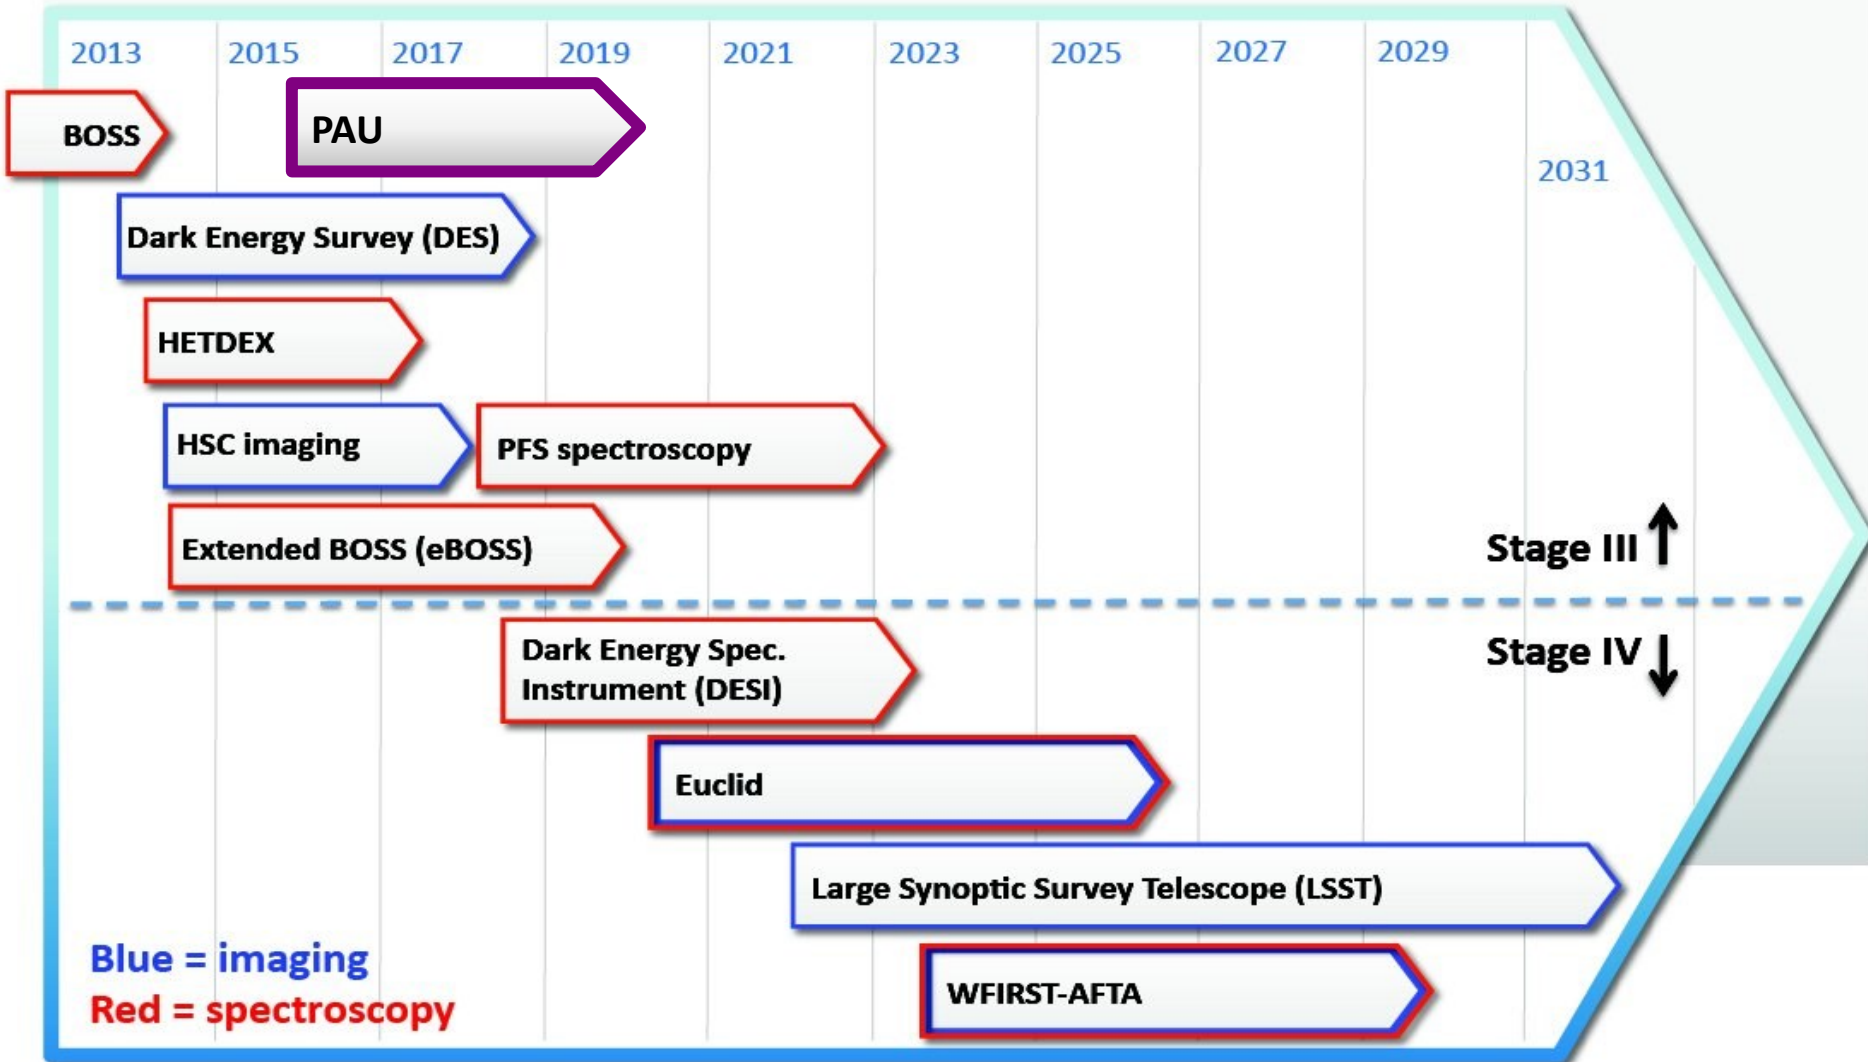 2013 2015 2017 2019 2021 2023 2025 2027 2029
BOSS
PAU
2031
Dark Energy Survey (DES)
HETDEX
HSC imaging
PFS spectroscopy
Extended BOSS (eBOSS)
Stage III
Stage IV
Dark Energy Spec.
Instrument (DESI)
Euclid
Large Synoptic Survey Telescope (LSST)
WFIRST-AFTA
Blue = imaging
Red = spectroscopy